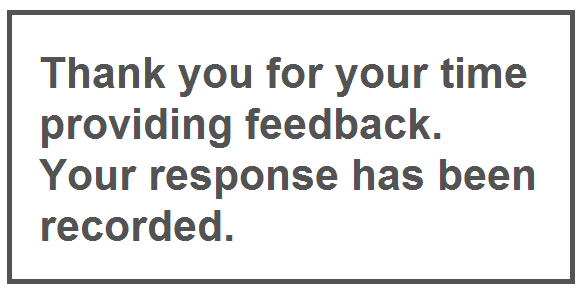 Thank you for your time
providing feedback.
Your response has been
recorded.